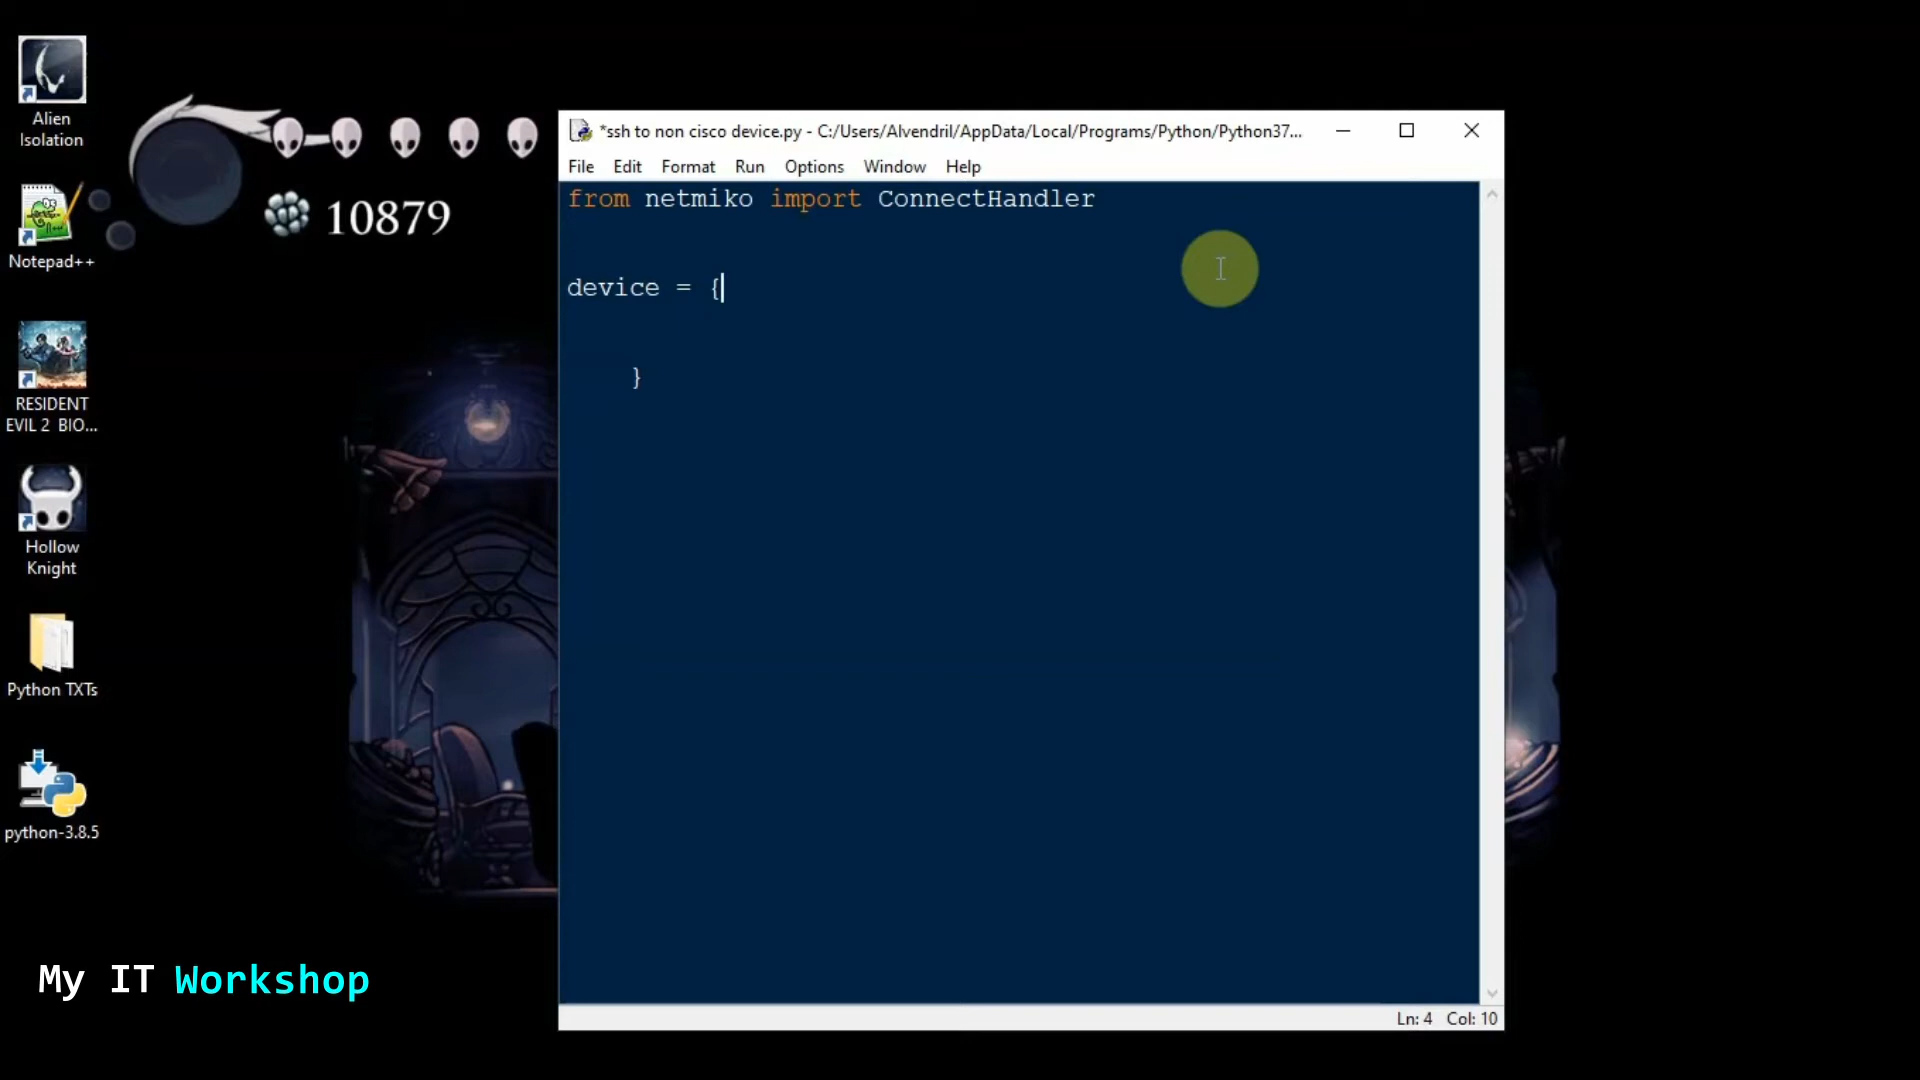 Alien
Isolation
Notepad++
RESIDENT
EVIL 2 BIO...
Hollow
Knight
Python TXTs
python-3.8.5
10879
*ssh to non cisco device.py - C:/Users/Alvendril/AppData/Local/Programs/Python/Python37...
File Edit Format Run Options Window Help
from netmiko import ConnectHandler
device = {
}
Ln: 4 Col: 10
My IT Workshop